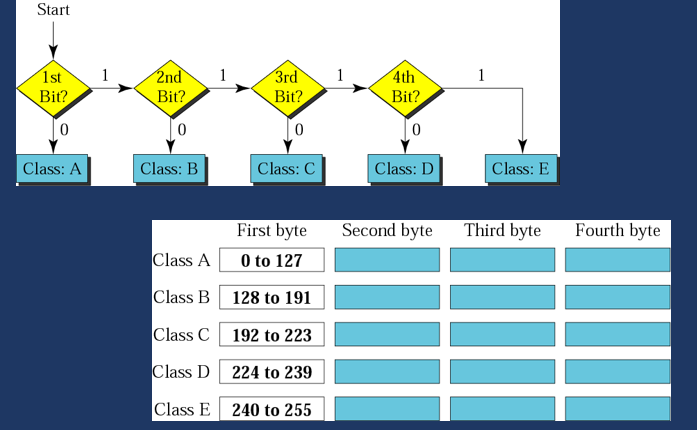 Start
1st
Bit?
1
2nd
Bit?
1
3rd
Bit?
1
4th
Bit?
1
0
0
0
0
Class: A
Class: B
Class: C
Class: D
Class: E
First byte Second byte Third byte Fourth byte
Class A 0 to 127
Class B 128 to 191
Class C 192 to 223
Class D 224 to 239
Class E 240 to 255